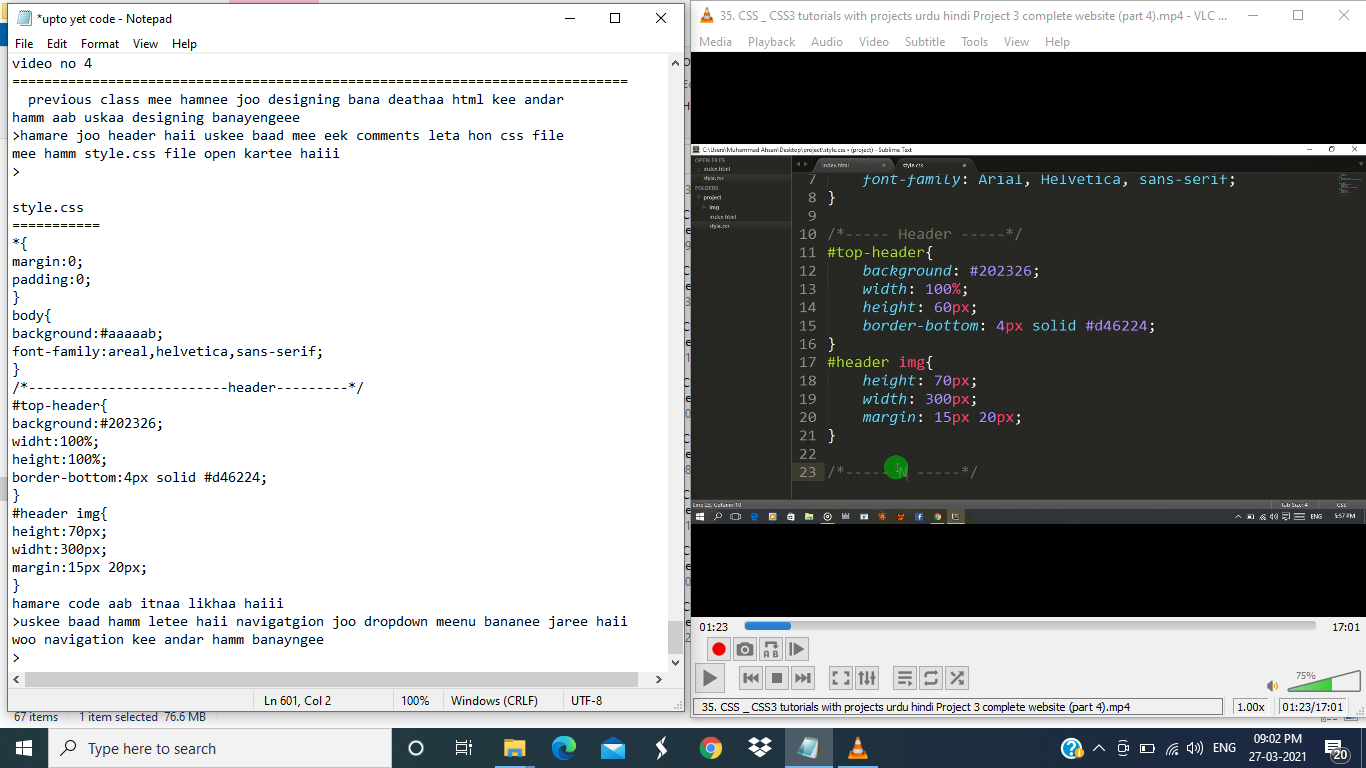 *upto yet code - Notepad
File Edit Format View Help
video no 4
==============================================================================
previous class mee hamnee joo designing bana deathaa html kee andar
hamm aab uskaa designing banayengeee
>hamare joo header haii uskee baad mee eek comments leta hon css file
mee hamm style.css file open kartee haiii
>
style.css
===========
*{
margin:0;
padding:0;
}
body{
background:#aaaaab;
font-family:areal,helvetica,sans-serif;
}
/*-------------------------header---------*/
#top-header{
background:#202326;
widht:100%;
height:100%;
border-bottom:4px solid #d46224;
}
#header img{
height:70px;
widht:300px;
margin:15px 20px;
}
hamare code aab itnaa likhaa haiii
>uskee baad hamm letee haii navigatgion joo dropdown meenu bananee jaree haii
woo navigation kee andar hamm banayngee
>
Ln 601, Col 2 100% Windows (CRLF) UTF-8
67 items 1 item selected 76.6 MB
35. CSS _ CSS3 tutorials with projects urdu hindi Project 3 complete website (part 4).mp4 - VLC ...
Media Playback Audio Video Subtitle Tools View Help
C:\Users\Muhammad Ahsan\Desktop\project\style.css • (project) - Sublime Text
OPEN FILES
index.html
style.css
FOLDERS
project
img
index.html
style.css
index.html style.css
7 font-family: Arial, Helvetica, sans-serif;
8 }
9
10 /*----- Header -----*/
11 #top-header{
12 background: #202326;
13 width: 100%;
14 height: 60px;
15 border-bottom: 4px solid #d46224;
16 }
17 #header img{
18 height: 70px;
19 width: 300px;
20 margin: 15px 20px;
21 }
22
23 /*----- N -----*/
Line 23, Column 10 Tab Size: 4 CSS
ENG 5:57 PM
01:23 17:01
75%
35. CSS _ CSS3 tutorials with projects urdu hindi Project 3 complete website (part 4).mp4 1.00x 01:23/17:01
Type here to search
ENG 09:02 PM
27-03-2021
20